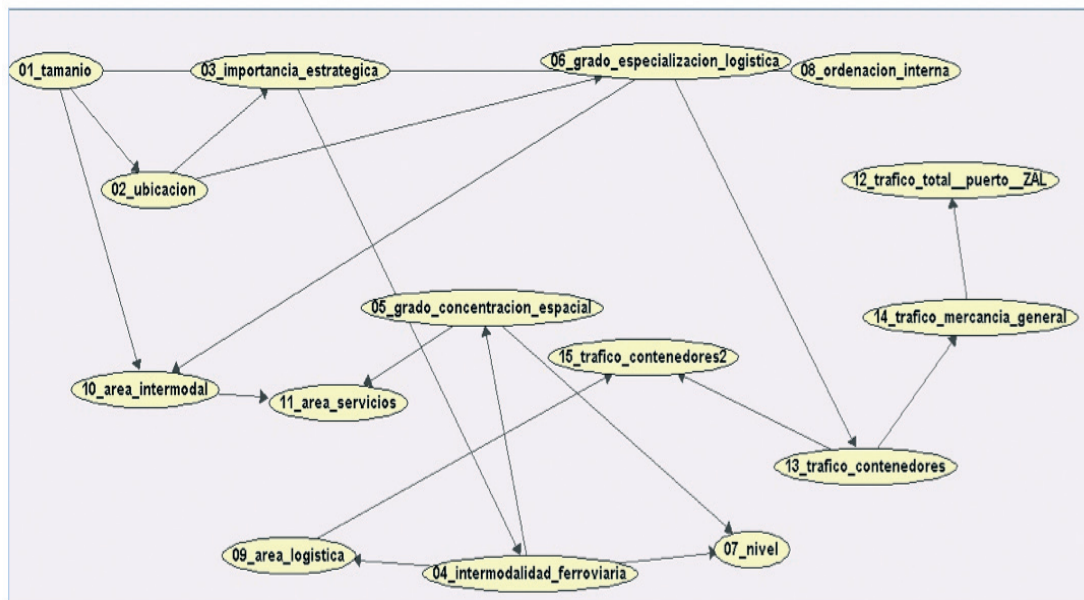 01_tamanio
03_importancia_estrategica
06_grado_especializacion_logistica
08_ordenacion_interna
02_ubicacion
12_trafico_total__puerto__ZAL
05_grado_concentracion_espacial
14_trafico_mercancia_general
15_trafico_contenedores2
10_area_intermodal
11_area_servicios
13_trafico_contenedores
09_area_logistica
04_intermodalidad_ferroviaria
07_nivel